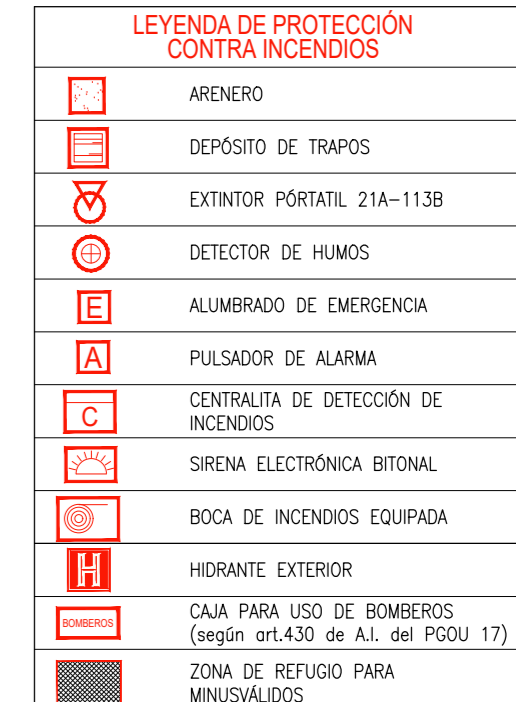 LEYENDA DE PROTECCIÓN
CONTRA INCENDIOS
ARENERO
DEPÓSITO DE TRAPOS
EXTINTOR PÓRTATIL 21A-113B
DETECTOR DE HUMOS
E ALUMBRADO DE EMERGENCIA
A PULSADOR DE ALARMA
C CENTRALITA DE DETECCIÓN DE
INCENDIOS
SIRENA ELECTRÓNICA BITONAL
BOCA DE INCENDIOS EQUIPADA
H HIDRANTE EXTERIOR
BOMBEROS CAJA PARA USO DE BOMBEROS
(según art.430 de A.I. del PGOU 17)
ZONA DE REFUGIO PARA
MINUSVÁLIDOS